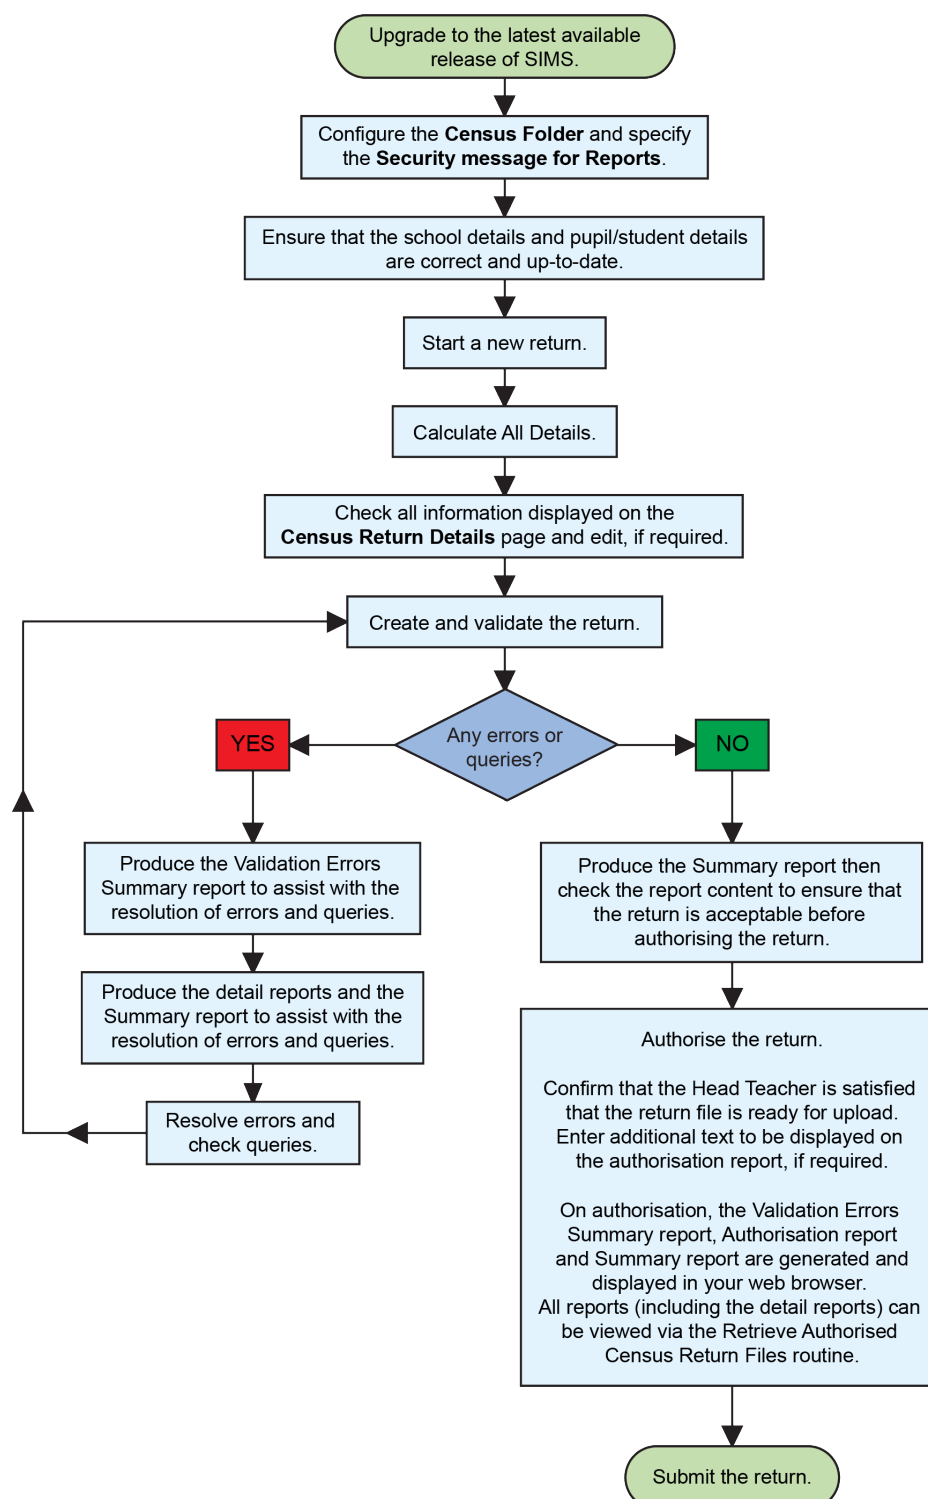 Upgrade to the latest available
release of SIMS.
Configure the Census Folder and specify
the Security message for Reports.
Ensure that the school details and pupil/student details
are correct and up-to-date.
Start a new return.
Calculate All Details.
Check all information displayed on the
Census Return Details page and edit, if required.
Create and validate the return.
Any errors or
queries?
YES
NO
Produce the Validation Errors
Summary report to assist with the
resolution of errors and queries.
Produce the detail reports and the
Summary report to assist with the
resolution of errors and queries.
Resolve errors and
check queries.
Produce the Summary report then
check the report content to ensure that
the return is acceptable before
authorising the return.
Authorise the return.
Confirm that the Head Teacher is satisfied
that the return file is ready for upload.
Enter additional text to be displayed on
the authorisation report, if required.
On authorisation, the Validation Errors
Summary report, Authorisation report
and Summary report are generated and
displayed in your web browser.
All reports (including the detail reports) can
be viewed via the Retrieve Authorised
Census Return Files routine.
Submit the return.